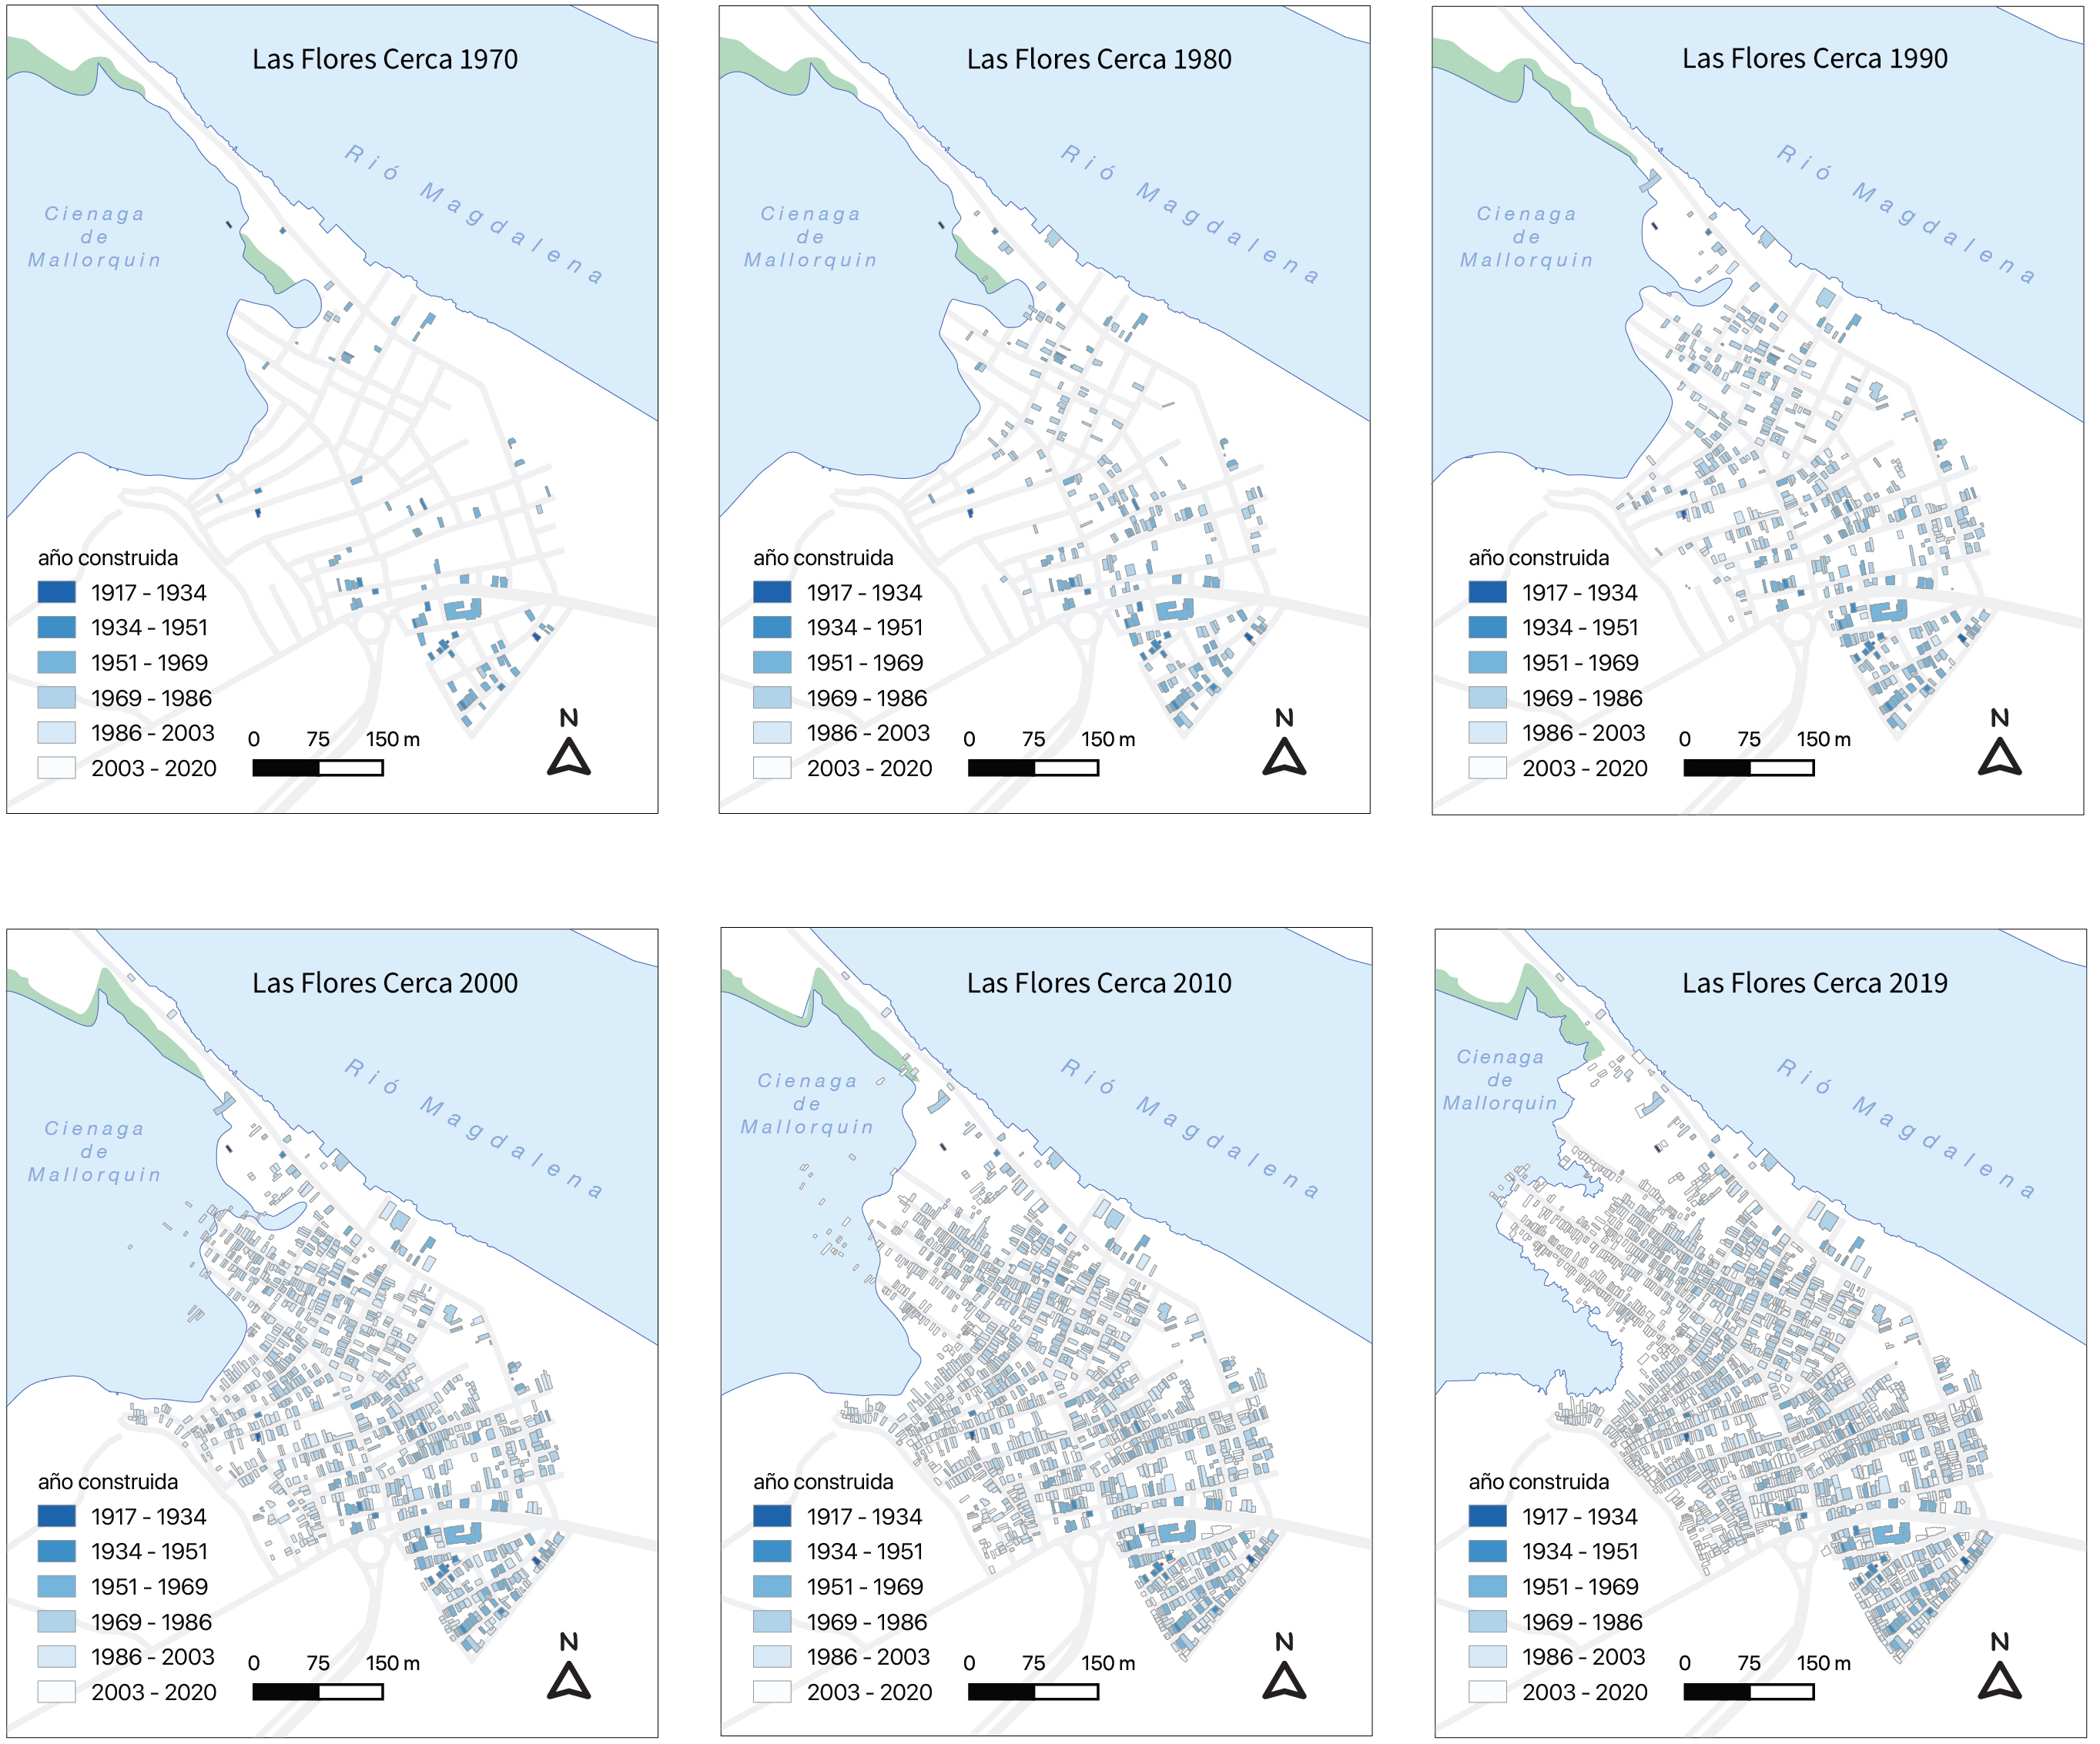 Las Flores Cerca 1970
Rió Magdalena
Cienaga
de
Mallorquin
año construida
1917 - 1934
1934 - 1951
1951 - 1969
1969 - 1986
1986 - 2003
2003 - 2020
0 75 150 m
N
Las Flores Cerca 1980
Rió Magdalena
Cienaga
de
Mallorquin
año construida
1917 - 1934
1934 - 1951
1951 - 1969
1969 - 1986
1986 - 2003
2003 - 2020
0 75 150 m
N
Las Flores Cerca 1990
Rió Magdalena
Cienaga
de
Mallorquin
año construida
1917 - 1934
1934 - 1951
1951 - 1969
1969 - 1986
1986 - 2003
2003 - 2020
0 75 150 m
N
Las Flores Cerca 2000
Rió Magdalena
Cienaga
de
Mallorquin
año construida
1917 - 1934
1934 - 1951
1951 - 1969
1969 - 1986
1986 - 2003
2003 - 2020
0 75 150 m
N
Las Flores Cerca 2010
Rió Magdalena
Cienaga
de
Mallorquin
año construida
1917 - 1934
1934 - 1951
1951 - 1969
1969 - 1986
1986 - 2003
2003 - 2020
0 75 150 m
N
Las Flores Cerca 2019
Rió Magdalena
Cienaga
de
Mallorquin
año construida
1917 - 1934
1934 - 1951
1951 - 1969
1969 - 1986
1986 - 2003
2003 - 2020
0 75 150 m
N